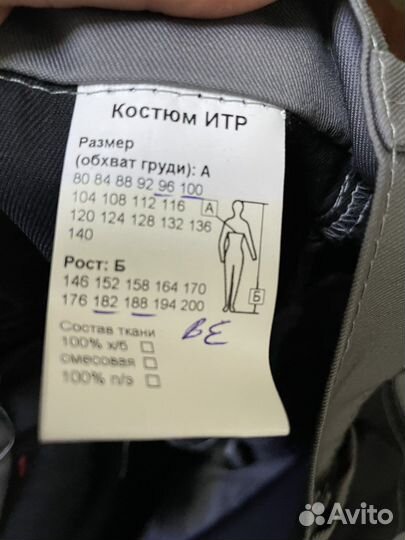 Костюм ИТР
Размер
(обхват груди): А
80 84 88 92 96 100
104 108 112 116
120 124 128 132 136
140
А
Рост: Б
146 152 158 164 170
176 182 188 194 200
Б
Состав ткани
100% х/б
смесовая
100% п/э
ВЕ
Avito